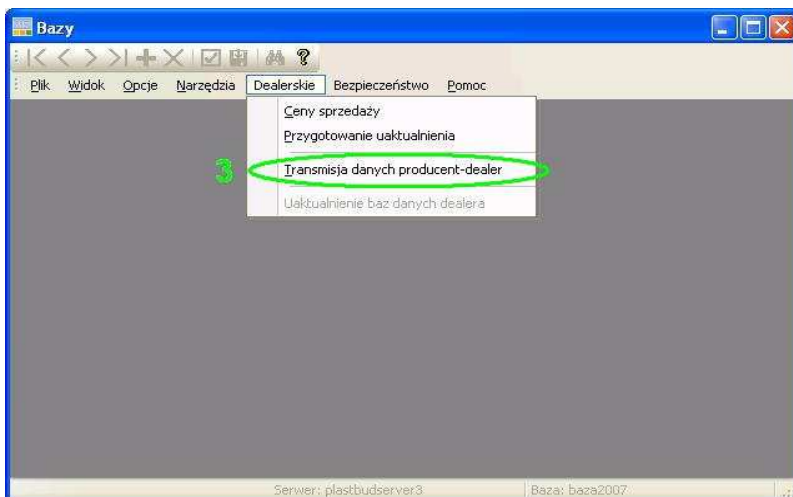 Bazy
Plik Widok Opcje Narzędzia Dealerskie Bezpieczeństwo Pomoc
Ceny sprzedaży
Przygotowanie uaktualnienia
3 Transmisja danych producent-dealer
Uaktualnienie baz danych dealera
Serwer: plastbudserver3 Baza: baza2007